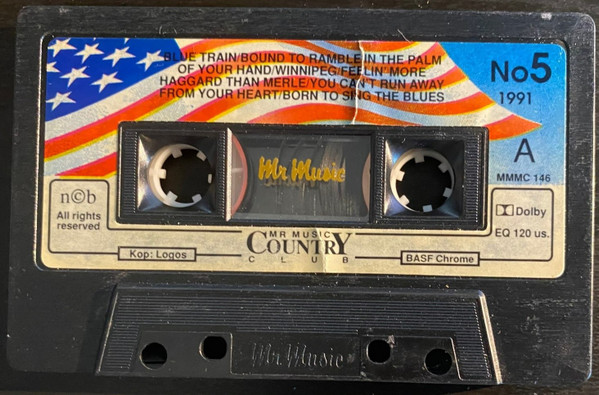 BLUE TRAIN/BOUND TO RAMBLE/IN THE PALM
OF YOUR HAND/WINNIPEG/FEELIN' MORE
HAGGARD THAN MERLE/YOU CAN'T RUN AWAY
FROM YOUR HEART/BORN TO SING THE BLUES
No5
1991
A
MMMC 146
n©b
All rights
reserved
Mr Music
Dolby
EQ 120 us.
Kop: Logos
MR MUSIC
COUNTRY
CLUB
BASF Chrome
Mr Music